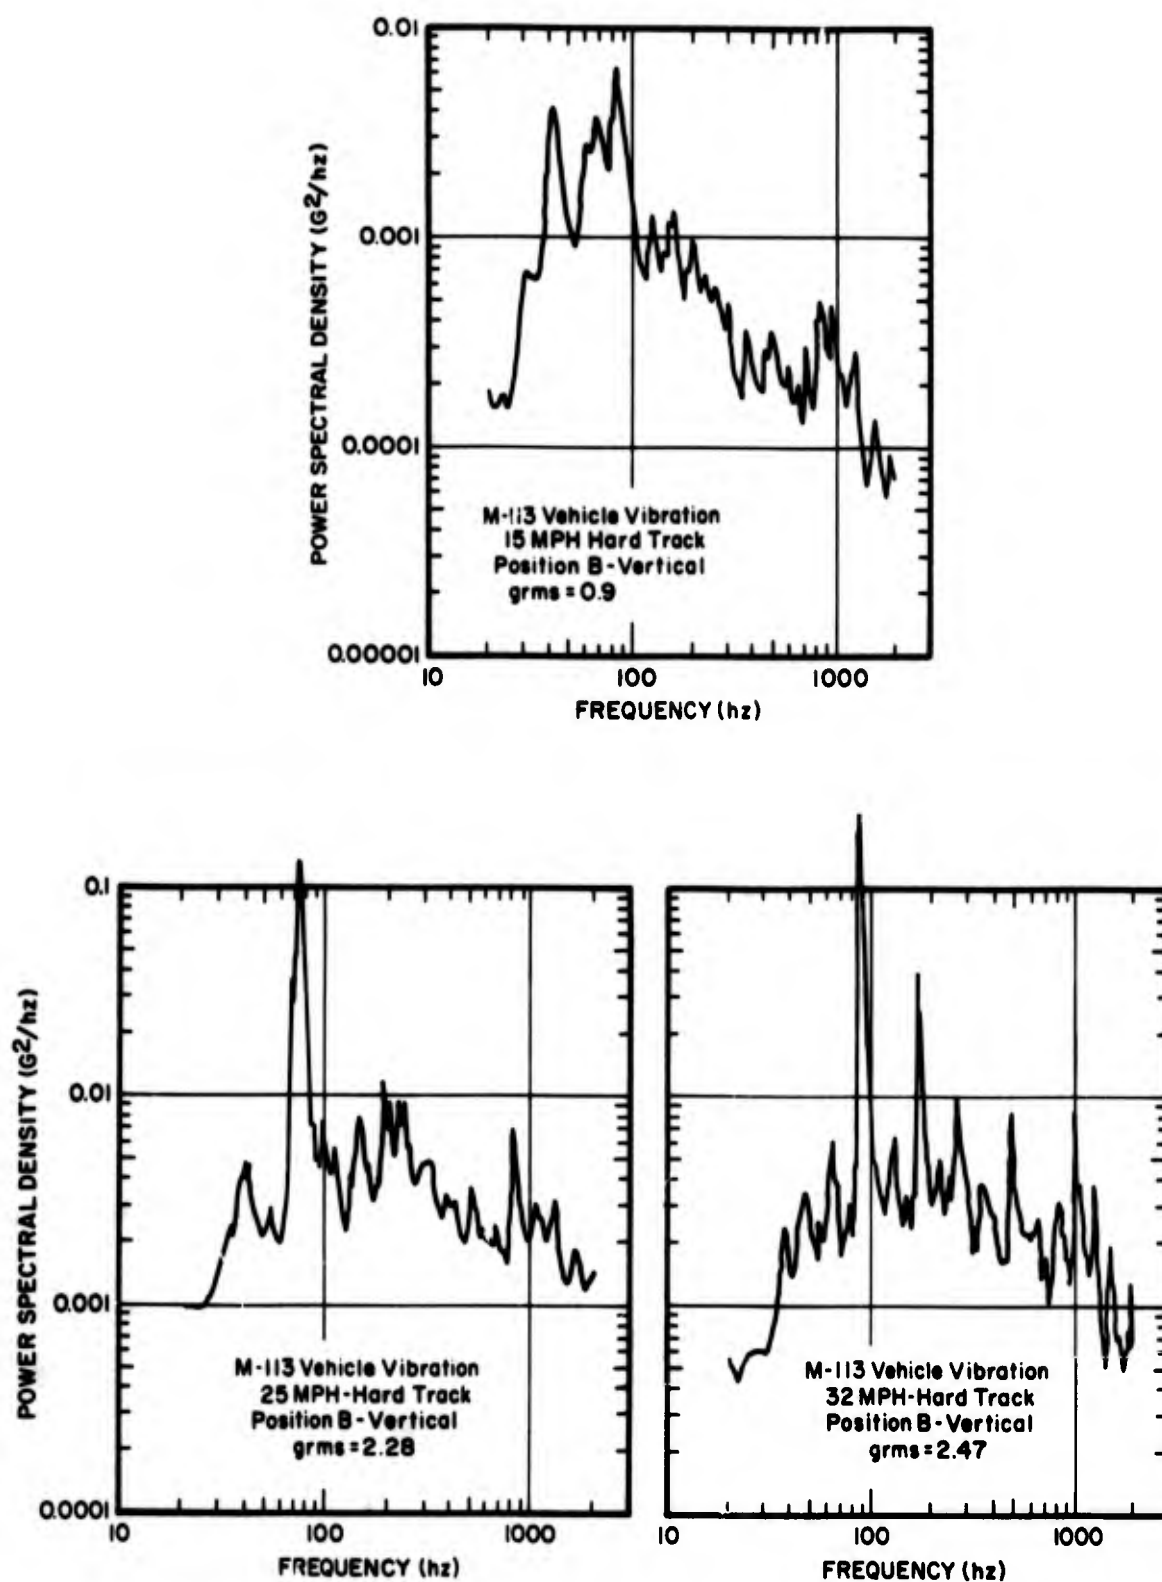 0.01
0.001
0.0001
0.00001
POWER SPECTRAL DENSITY (G²/hz)
M-113 Vehicle Vibration
15 MPH Hard Track
Position B-Vertical
grms=0.9
10
100
1000
FREQUENCY (hz)
0.1
0.01
0.001
0.0001
POWER SPECTRAL DENSITY (G²/hz)
M-113 Vehicle Vibration
25 MPH-Hard Track
Position B-Vertical
grms=2.28
10
100
1000
FREQUENCY (hz)
M-113 Vehicle Vibration
32 MPH-Hard Track
Position B-Vertical
grms=2.47
10
100
1000
FREQUENCY (hz)